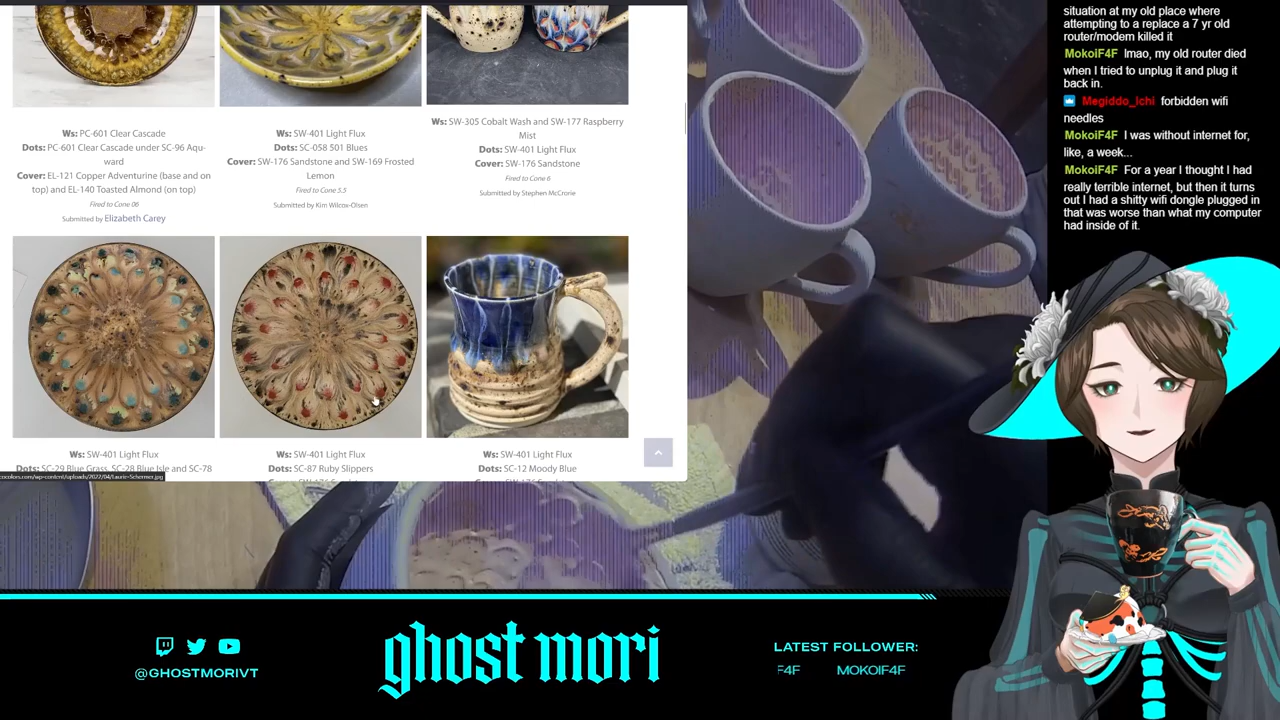 Ws: PC-601 Clear Cascade
Dots: PC-601 Clear Cascade under SC-96 Aqu-
ward
Cover: EL-121 Copper Adventurine (base and on
top) and EL-140 Toasted Almond (on top)
Fired to Cone 06
Submitted by Elizabeth Carey
Ws: SW-401 Light Flux
Dots: SC-058 501 Blues
Cover: SW-176 Sandstone and SW-169 Frosted
Lemon
Fired to Cone 5.5
Submitted by Kim Wilcox-Olsen
Ws: SW-305 Cobalt Wash and SW-177 Raspberry
Mist
Dots: SW-401 Light Flux
Cover: SW-176 Sandstone
Fired to Cone 6
Submitted by Stephen McCrorie
Ws: SW-401 Light Flux
Dots: SC-29 Blue Grass, SC-28 Blue Isle and SC-78
Ws: SW-401 Light Flux
Dots: SC-87 Ruby Slippers
Ws: SW-401 Light Flux
Dots: SC-12 Moody Blue
situation at my old place where
attempting to a replace a 7 yr old
router/modem killed it
MokoiF4F lmao, my old router died
when I tried to unplug it and plug it
back in.
Megiddo_Ichi forbidden wifi
needles
MokoiF4F I was without internet for,
like, a week...
MokoiF4F For a year I thought I had
really terrible internet, but then it turns
out I had a shitty wifi dongle plugged in
that was worse than what my computer
had inside of it.
@GHOSTMORIVT
ghost mori
LATEST FOLLOWER:
F4F MOKOIF4F